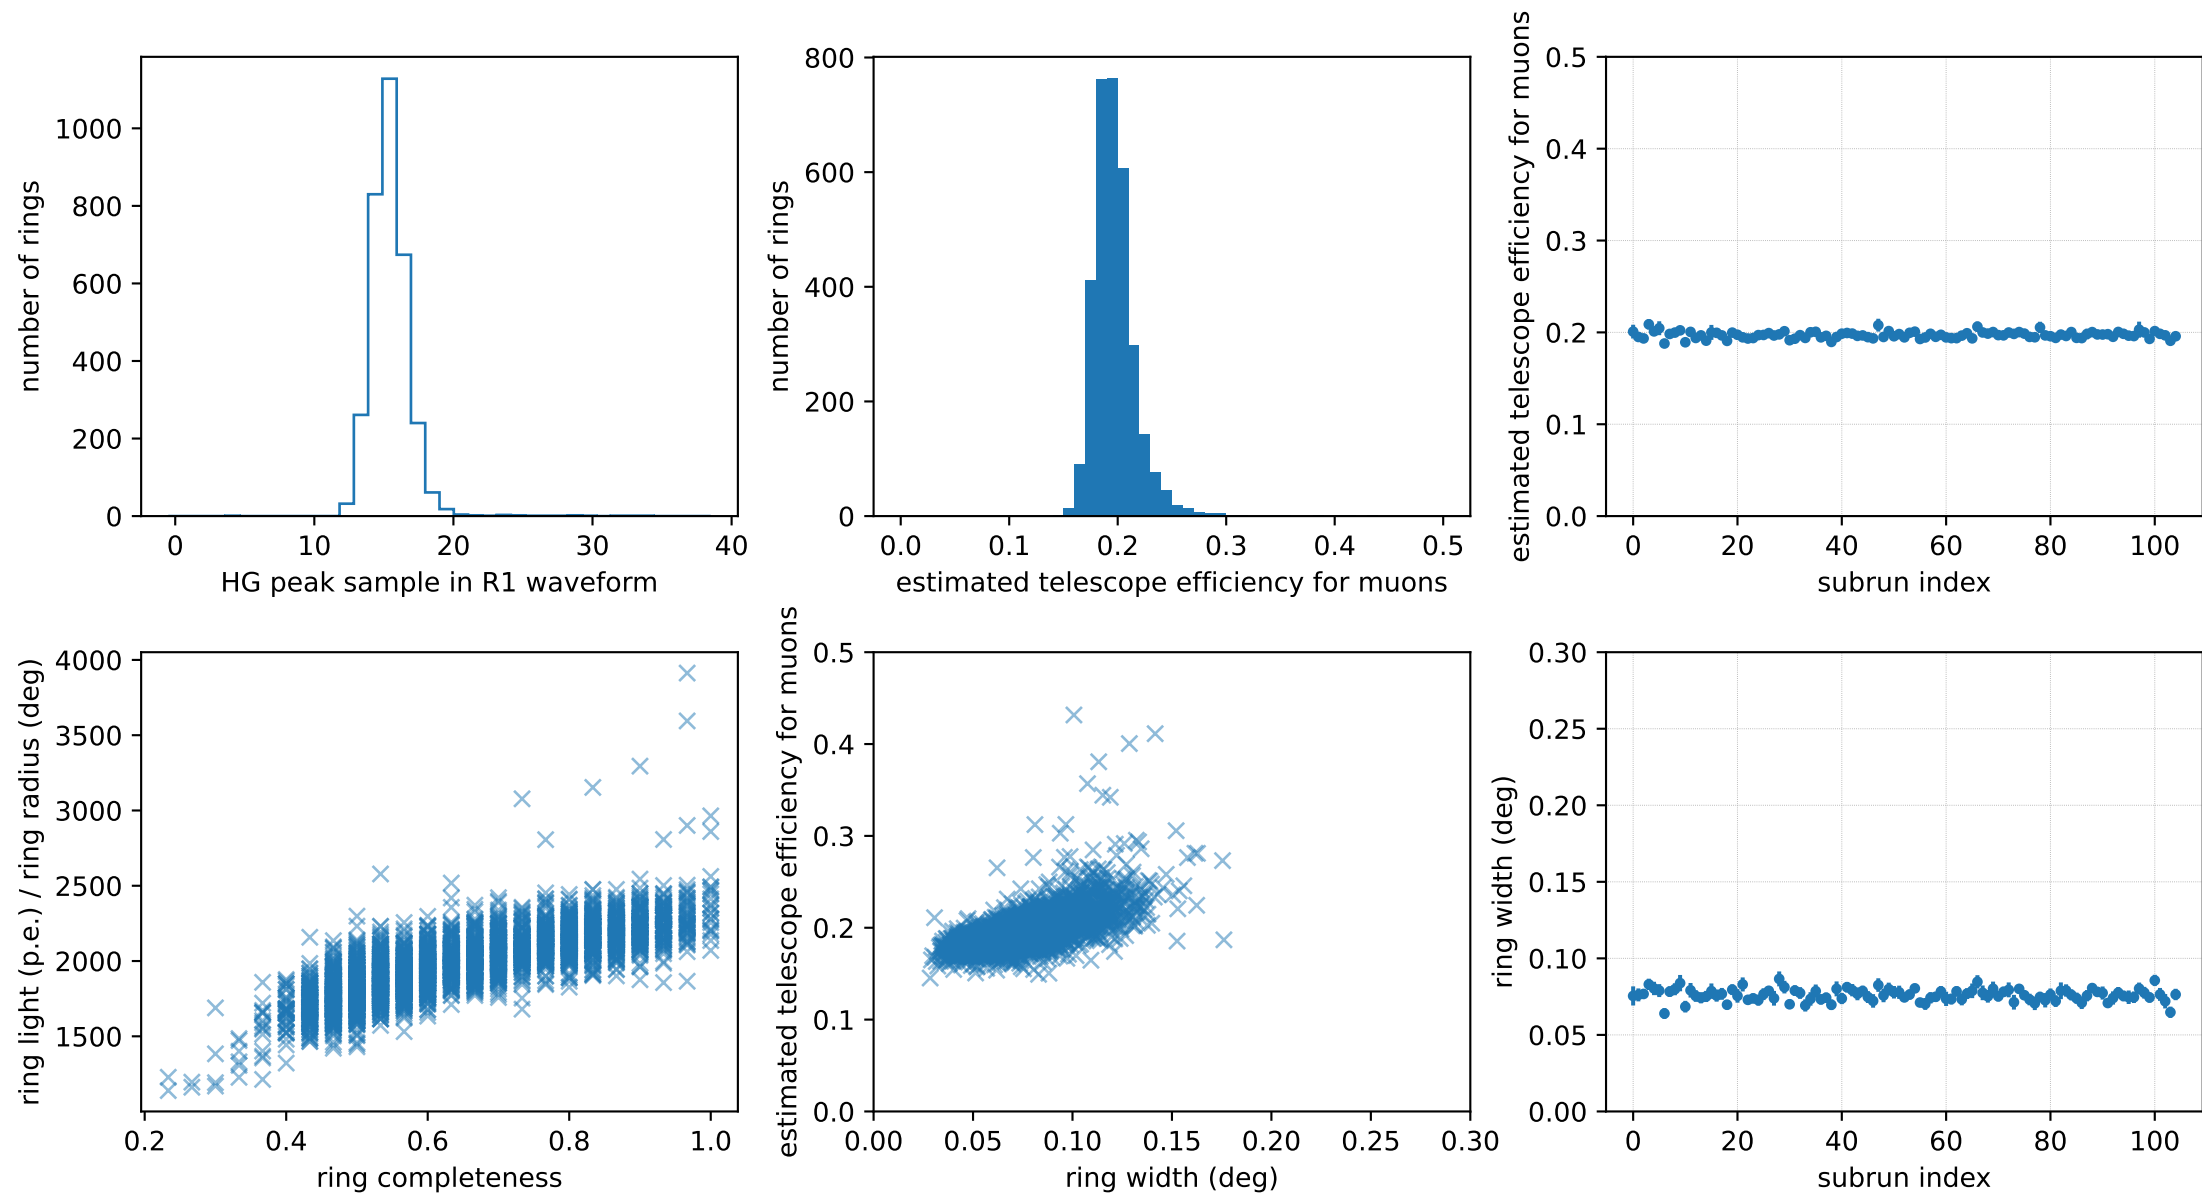 number of rings
1000
800
600
400
200
0
0 10 20 30 40
HG peak sample in R1 waveform
number of rings
800
600
400
200
0
0.0 0.1 0.2 0.3 0.4 0.5
estimated telescope efficiency for muons
estimated telescope efficiency for muons
0.5
0.4
0.3
0.2
0.1
0.0
0 20 40 60 80 100
subrun index
ring light (p.e.) / ring radius (deg)
4000
3500
3000
2500
2000
1500
0.2 0.4 0.6 0.8 1.0
ring completeness
estimated telescope efficiency for muons
0.5
0.4
0.3
0.2
0.1
0.0
0.00 0.05 0.10 0.15 0.20 0.25 0.30
ring width (deg)
ring width (deg)
0.30
0.25
0.20
0.15
0.10
0.05
0.00
0 20 40 60 80 100
subrun index